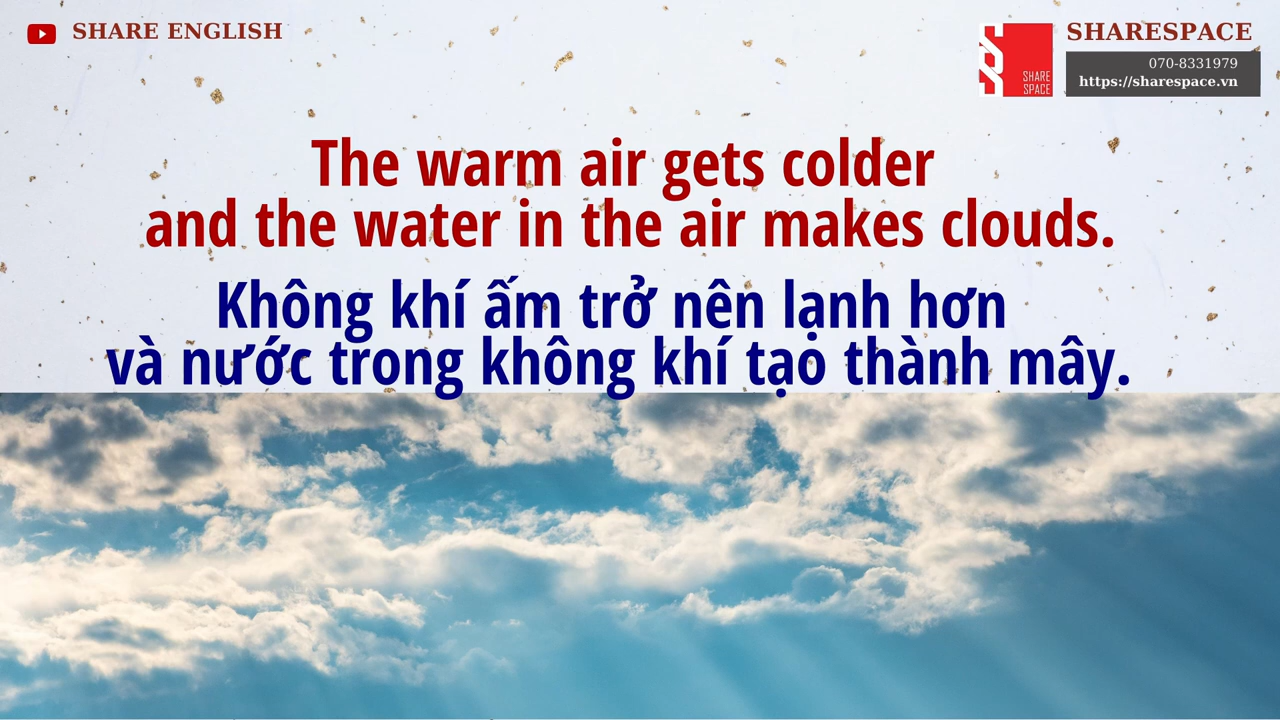 SHARE ENGLISH
SHARE SPACE
SHARESPACE
070-8331979
https://sharespace.vn
The warm air gets colder
and the water in the air makes clouds.
Không khí ấm trở nên lạnh hơn
và nước trong không khí tạo thành mây.